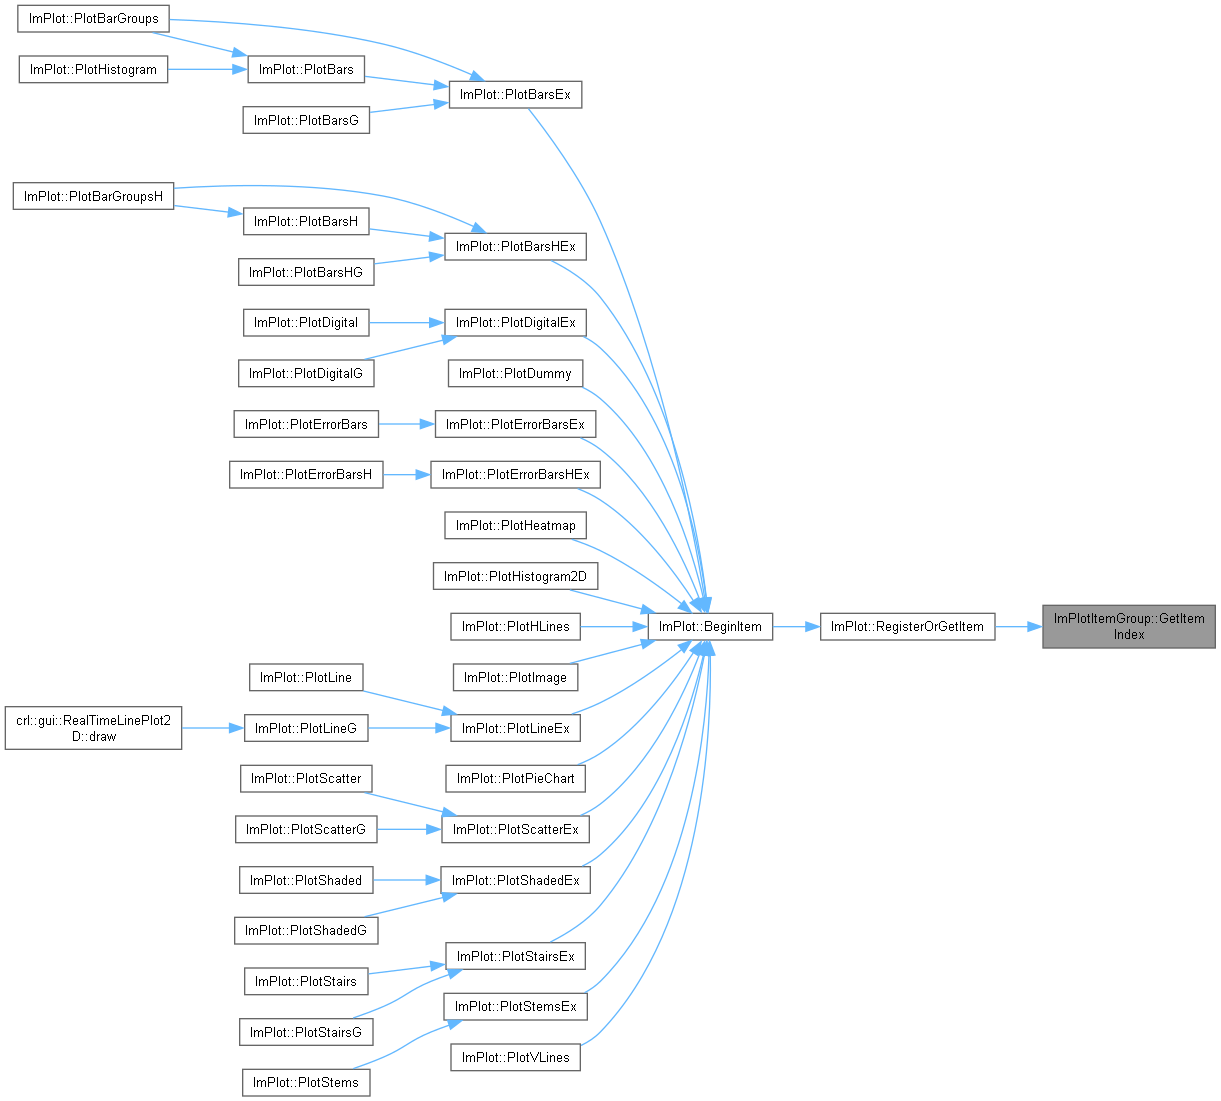 ImPlot::PlotBarGroups
ImPlot::PlotHistogram
ImPlot::PlotBars
ImPlot::PlotBarsEx
ImPlot::PlotBarsG
ImPlot::PlotBarGroupsH
ImPlot::PlotBarsH
ImPlot::PlotBarsHEx
ImPlot::PlotBarsHG
ImPlot::PlotDigital
ImPlot::PlotDigitalEx
ImPlot::PlotDigitalG
ImPlot::PlotDummy
ImPlot::PlotErrorBars
ImPlot::PlotErrorBarsEx
ImPlot::PlotErrorBarsH
ImPlot::PlotErrorBarsHEx
ImPlot::PlotHeatmap
ImPlot::PlotHistogram2D
ImPlot::PlotHLines
ImPlot::BeginItem
ImPlot::RegisterOrGetItem
ImPlotItemGroup::GetItem
Index
ImPlot::PlotImage
ImPlot::PlotLine
crl::gui::RealTimeLinePlot2
D::draw
ImPlot::PlotLineG
ImPlot::PlotLineEx
ImPlot::PlotScatter
ImPlot::PlotPieChart
ImPlot::PlotScatterG
ImPlot::PlotScatterEx
ImPlot::PlotShaded
ImPlot::PlotShadedEx
ImPlot::PlotShadedG
ImPlot::PlotStairsEx
ImPlot::PlotStairs
ImPlot::PlotStemsEx
ImPlot::PlotStairsG
ImPlot::PlotVLines
ImPlot::PlotStems